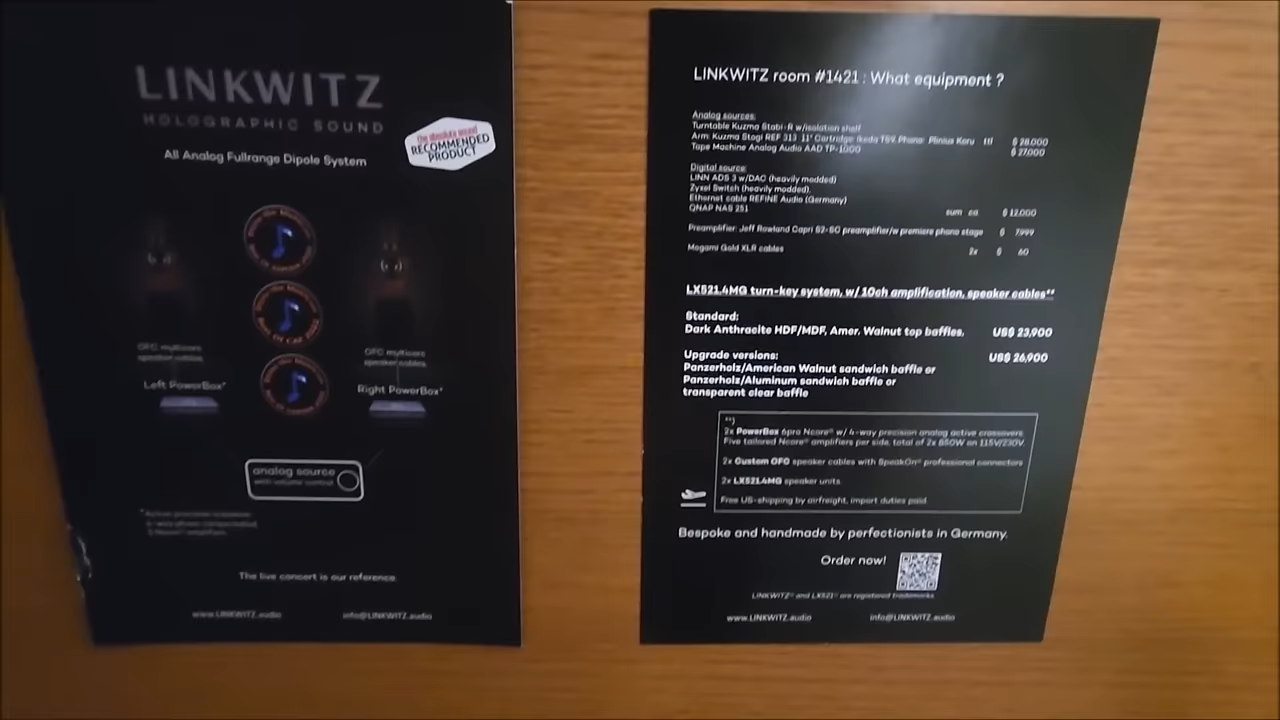 LINKWITZ
HOLOGRAPHIC SOUND
All Analog Fullrange Dipole System
the absolute sound
RECOMMENDED
PRODUCT
OFC multicore
speaker cables
OFC multicore
speaker cables
Left PowerBox*
Right PowerBox*
analog source
with volume control
The live concert is our reference
www.LINKWITZ.audio info@LINKWITZ.audio
LINKWITZ room #1421 : What equipment ?
Analog sources:
Turntable Kuzma Stabi-R w/isolation shelf
Arm: Kuzma Stogi REF 313 11" Cartridge: Ikeda TS9, Phono: Plinius Koru ttl $ 28.000
Tape Machine Analog Audio AAD TP-1000 $ 27.000
Digital source:
LINN ADS 3 w/DAC (heavily modded)
Zyxel Switch (heavily modded),
Ethernet cable REFINE Audio (Germany)
QNAP NAS 251 sum ca $ 12.000
Preamplifier: Jeff Rowland Capri S2-SC preamplifier/w premiere phono stage $ 7.999
Mogami Gold XLR cables 2x $ 60
LX521.4MG turn-key system, w/ 10ch amplification, speaker cables**
Standard:
Dark Anthracite HDF/MDF, Amer. Walnut top baffles. US$ 23,900
Upgrade versions: US$ 26,900
Panzerholz/American Walnut sandwich baffle or
Panzerholz/Aluminum sandwich baffle or
transparent clear baffle
**)
2x PowerBox 6pro Ncore® w/ 4-way precision analog active crossovers.
Five tailored Ncore® amplifiers per side, total of 2x 850W on 115V/230V.
2x Custom OFC speaker cables with SpeakOn® professional connectors
2x LX521.4MG speaker units.
Free US-shipping by airfreight, import duties paid.
Bespoke and handmade by perfectionists in Germany.
Order now!
LINKWITZ® and LX521® are registered trademarks
www.LINKWITZ.audio info@LINKWITZ.audio